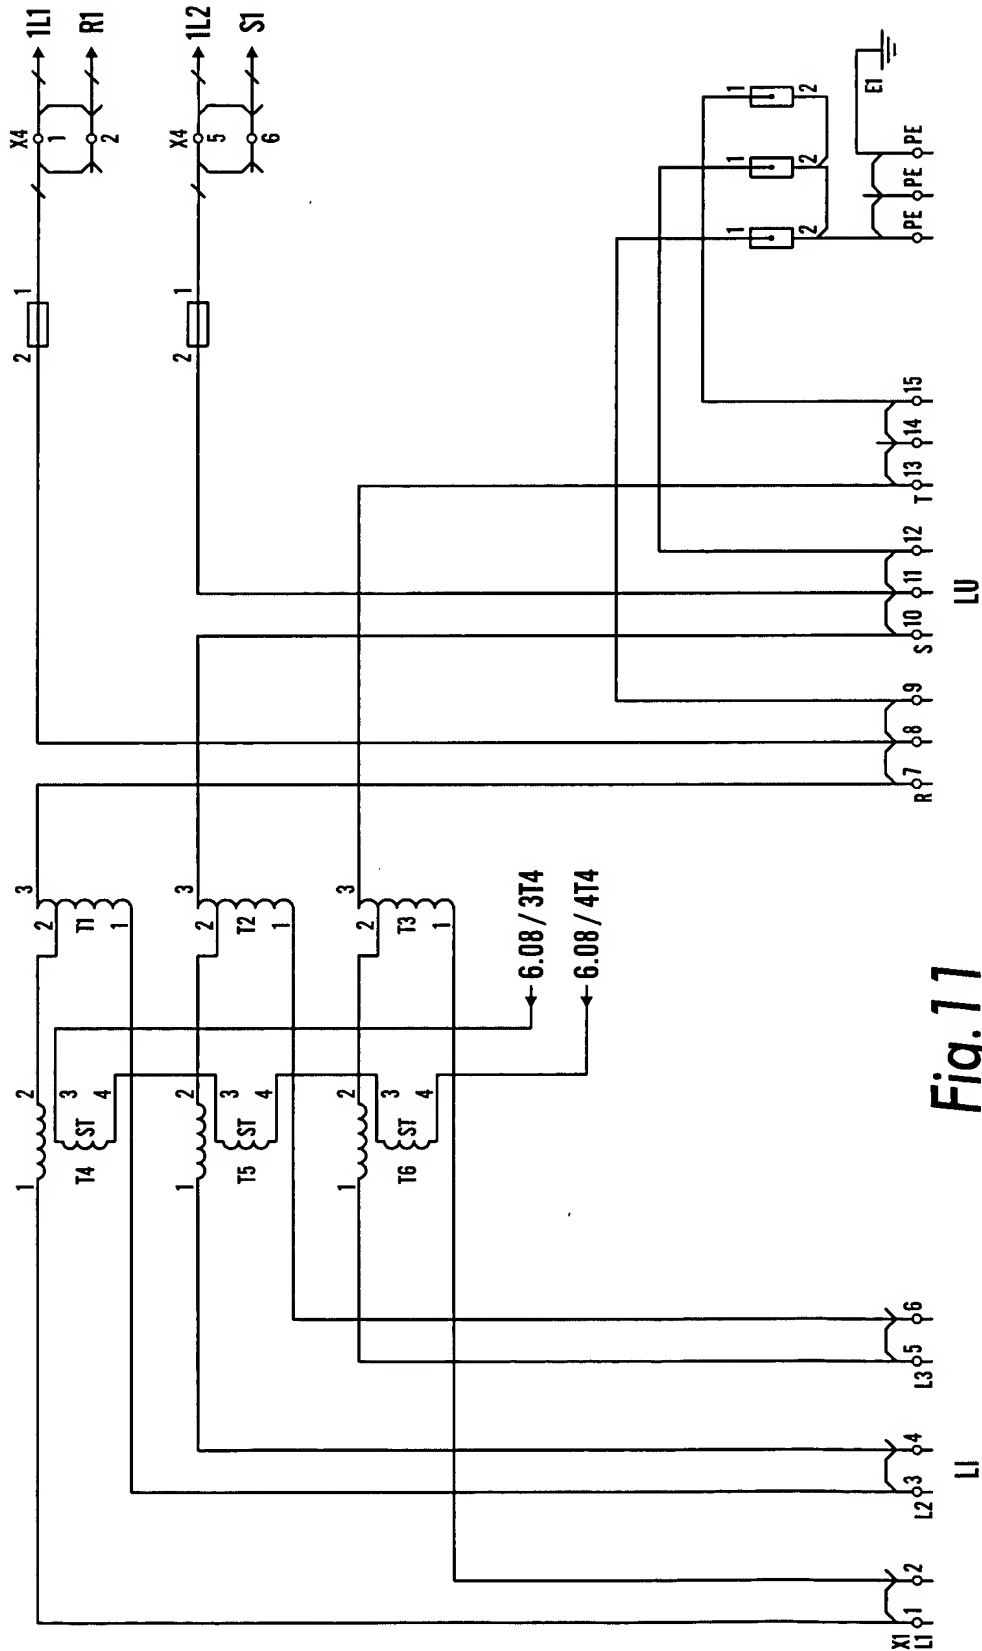 1L1
R1
1L2
S1
X4
1
2
X4
5
6
2 1
2 1
1 2
1 2
1 2
E1
PE PE PE
3
2
T1
1
3
2
T2
1
3
2
T3
1
R 7 8 9
S 10 11 12
T 13 14 15
LU
1 2
3
ST
4
T4
1 2
3
ST
4
T5
1 2
3
ST
4
T6
6.08 / 3T4
6.08 / 4T4
X1
L1 1 2
L2 3 4
L3 5 6
LI
Fig. 11